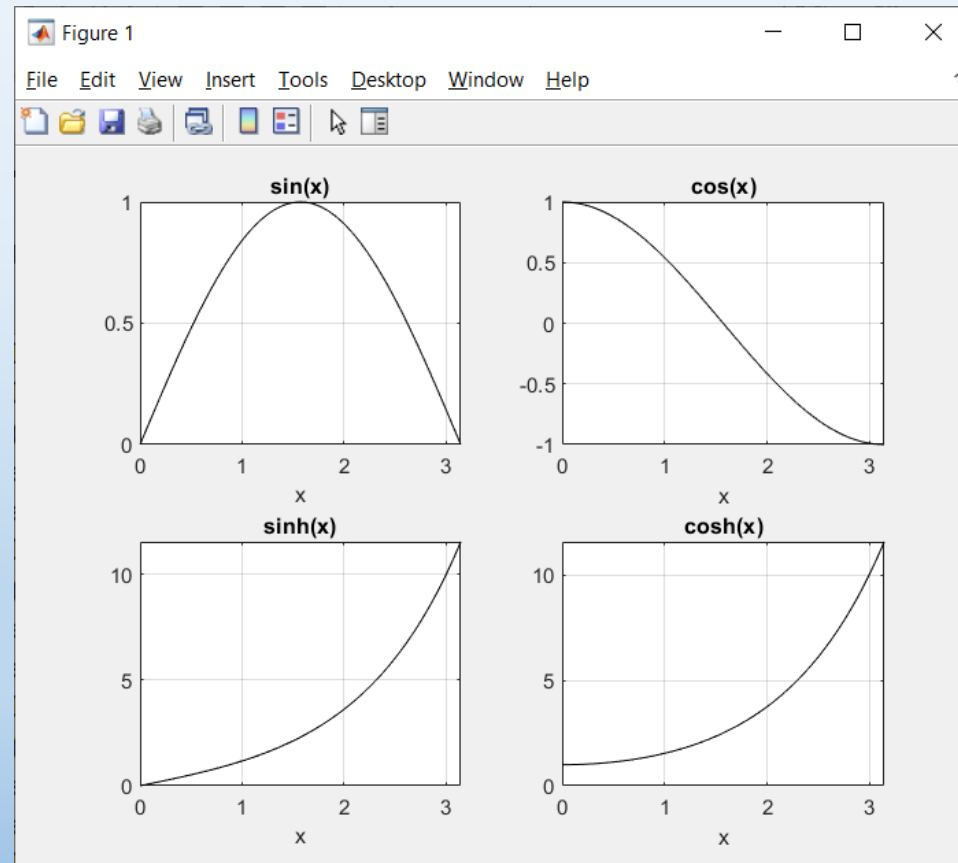 Figure 1
File Edit View Insert Tools Desktop Window Help
sin(x)
1
0.5
0
0 1 2 3
x
cos(x)
1
0.5
0
-0.5
-1
0 1 2 3
x
sinh(x)
10
5
0
0 1 2 3
x
cosh(x)
10
5
0
0 1 2 3
x